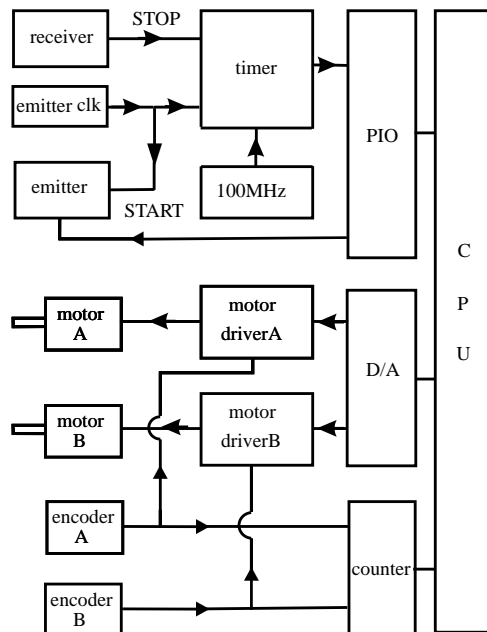 receiver
STOP
timer
emitter clk
PIO
emitter
START
100MHz
C
P
U
motor
A
motor
driverA
D/A
motor
B
motor
driverB
encoder
A
counter
encoder
B